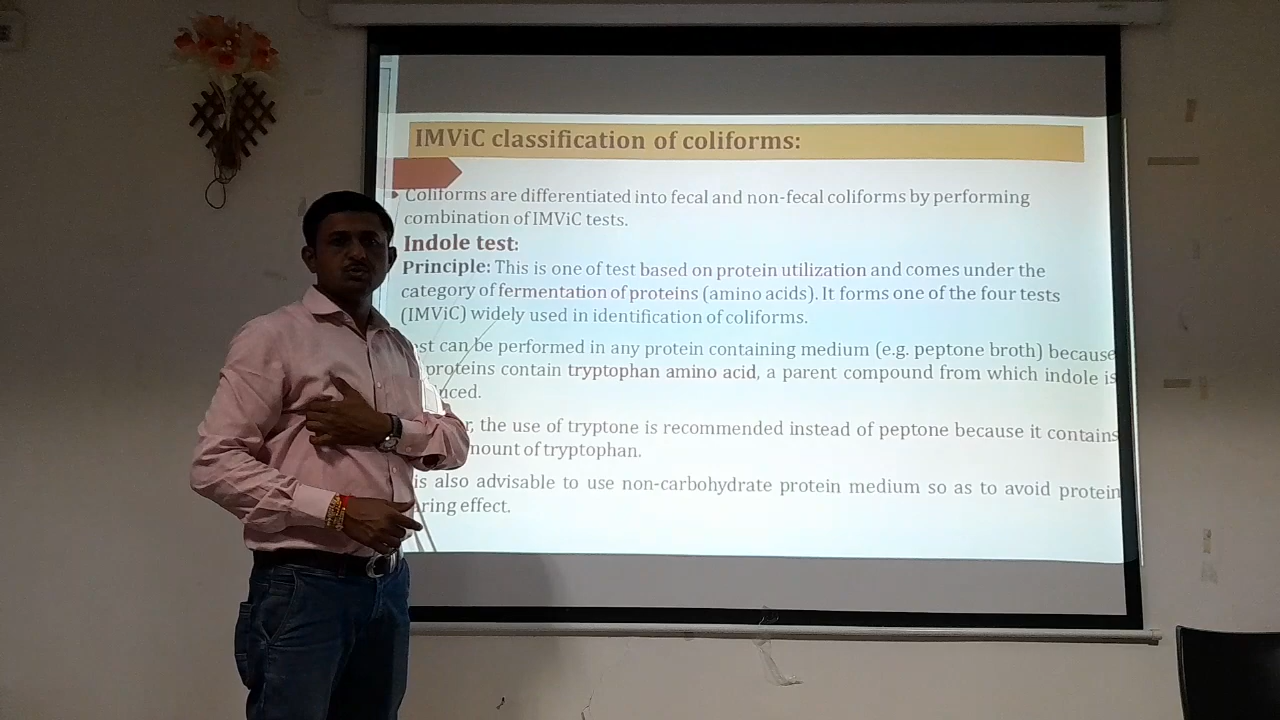 IMViC classification of coliforms:
Coliforms are differentiated into fecal and non-fecal coliforms by performing
combination of IMViC tests.
Indole test:
Principle: This is one of test based on protein utilization and comes under the
category of fermentation of proteins (amino acids). It forms one of the four tests
(IMViC) widely used in identification of coliforms.
can be performed in any protein containing medium (e.g. peptone broth) because
proteins contain tryptophan amino acid, a parent compound from which indole is
the use of tryptone is recommended instead of peptone because it contains
of tryptophan.
is also advisable to use non-carbohydrate protein medium so as to avoid protein
effect.